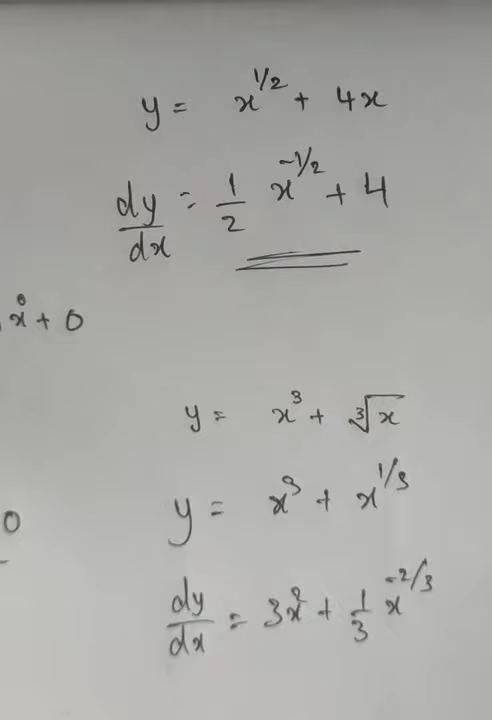 y = x^{1/2} + 4x
dy/dx = 1/2 x^{-1/2} + 4
x^0 + 0
y = x^3 + ∛x
0
y = x^3 + x^{1/3}
dy/dx = 3x^2 + 1/3 x^{-2/3}